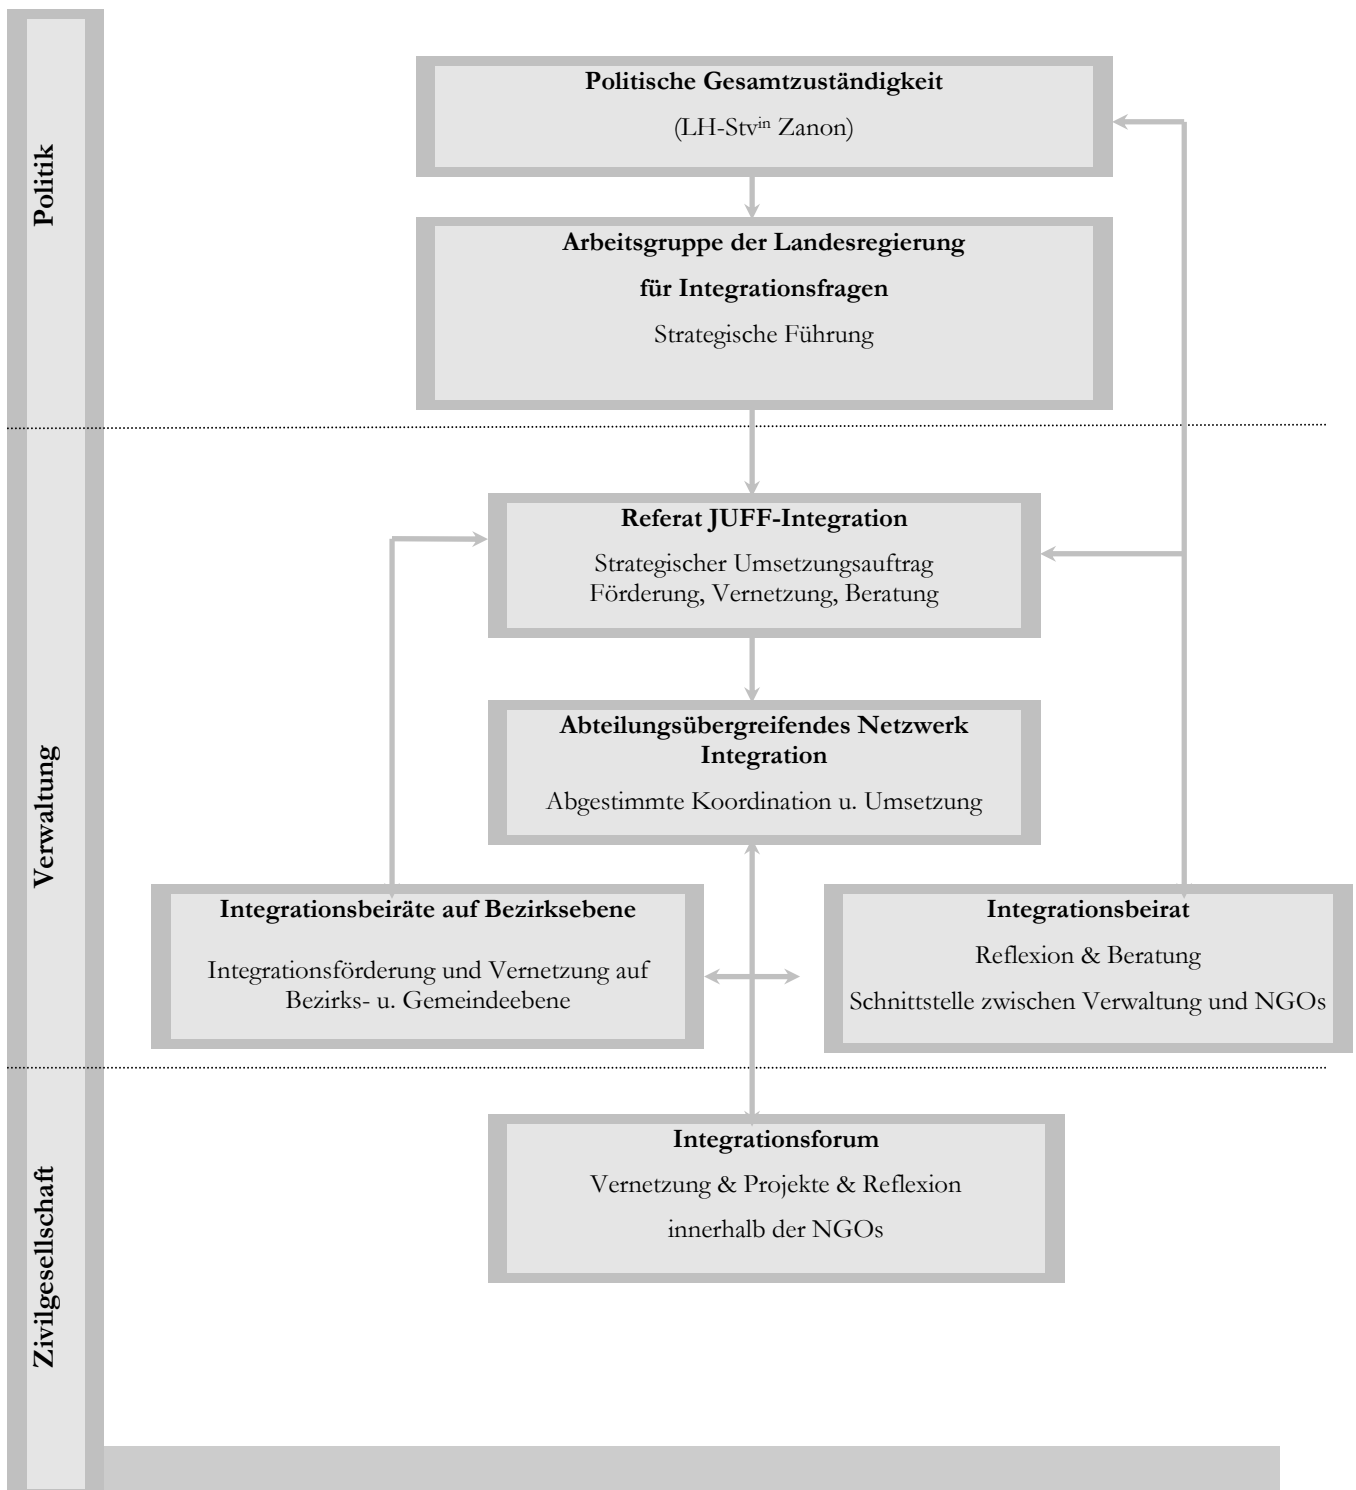 Politik
Politische Gesamtzuständigkeit
(LH-Stvin Zanon)
Arbeitsgruppe der Landesregierung
für Integrationsfragen
Strategische Führung
Verwaltung
Referat JUFF-Integration
Strategischer Umsetzungsauftrag
Förderung, Vernetzung, Beratung
Abteilungsübergreifendes Netzwerk
Integration
Abgestimmte Koordination u. Umsetzung
Integrationsbeiräte auf Bezirksebene
Integrationsförderung und Vernetzung auf
Bezirks- u. Gemeindeebene
Integrationsbeirat
Reflexion & Beratung
Schnittstelle zwischen Verwaltung und NGOs
Zivilgesellschaft
Integrationsforum
Vernetzung & Projekte & Reflexion
innerhalb der NGOs